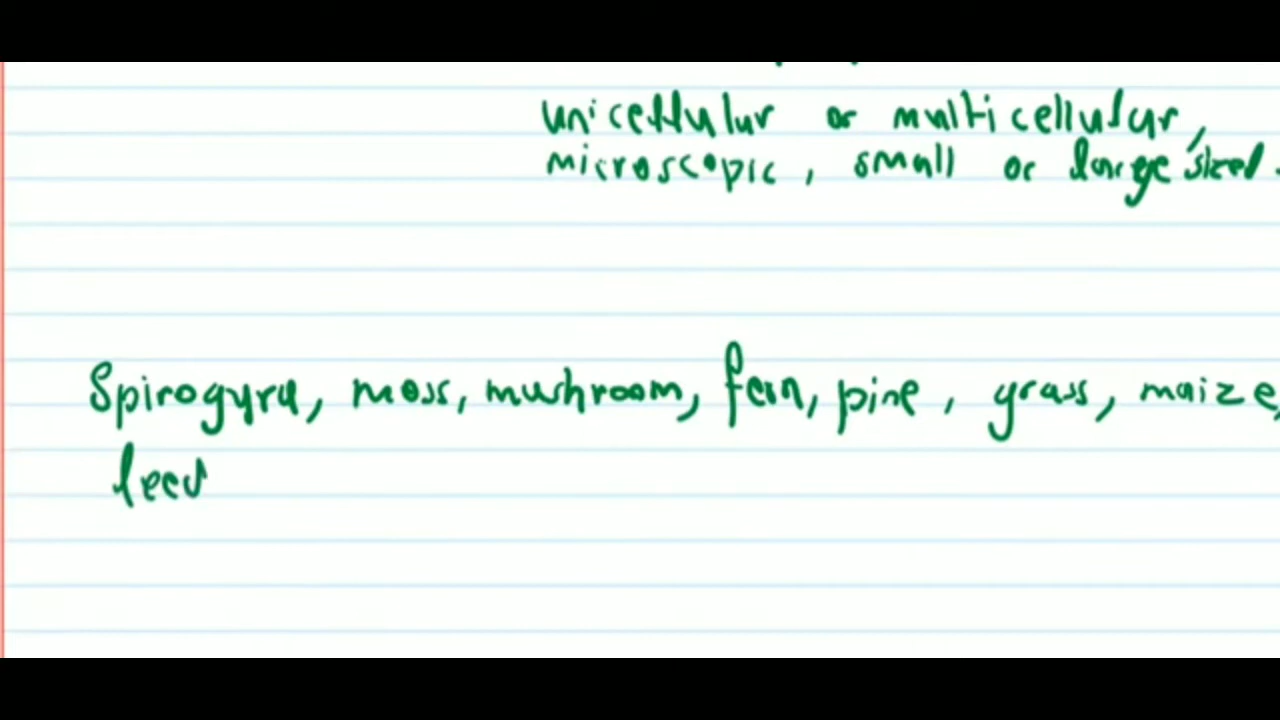 unicellular or multicellular,
microscopic, small or large sized.
Spirogyra, moss, mushroom, fern, pine, grass, maize,